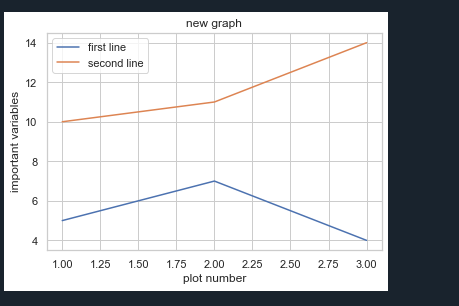 new graph
first line
second line
important variables
14
12
10
8
6
4
1.00 1.25 1.50 1.75 2.00 2.25 2.50 2.75 3.00
plot number